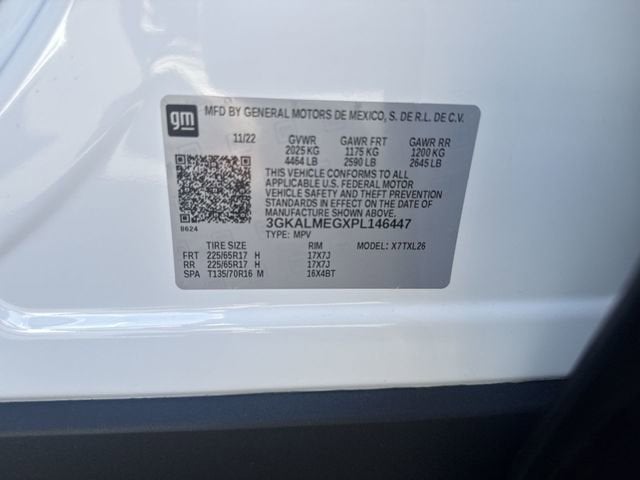 gm MFD BY GENERAL MOTORS DE MEXICO, S. DE R.L. DE C.V.
11/22 GVWR GAWR FRT GAWR RR
2025 KG 1175 KG 1200 KG
4464 LB 2590 LB 2645 LB
THIS VEHICLE CONFORMS TO ALL
APPLICABLE U.S. FEDERAL MOTOR
VEHICLE SAFETY AND THEFT PREVENTION
STANDARDS IN EFFECT ON THE DATE OF
MANUFACTURE SHOWN ABOVE.
8624 3GKALMEGXPL146447
TYPE: MPV
TIRE SIZE RIM MODEL: X7TXL26
FRT 225/65R17 H 17X7J
RR 225/65R17 H 17X7J
SPA T135/70R16 M 16X4BT